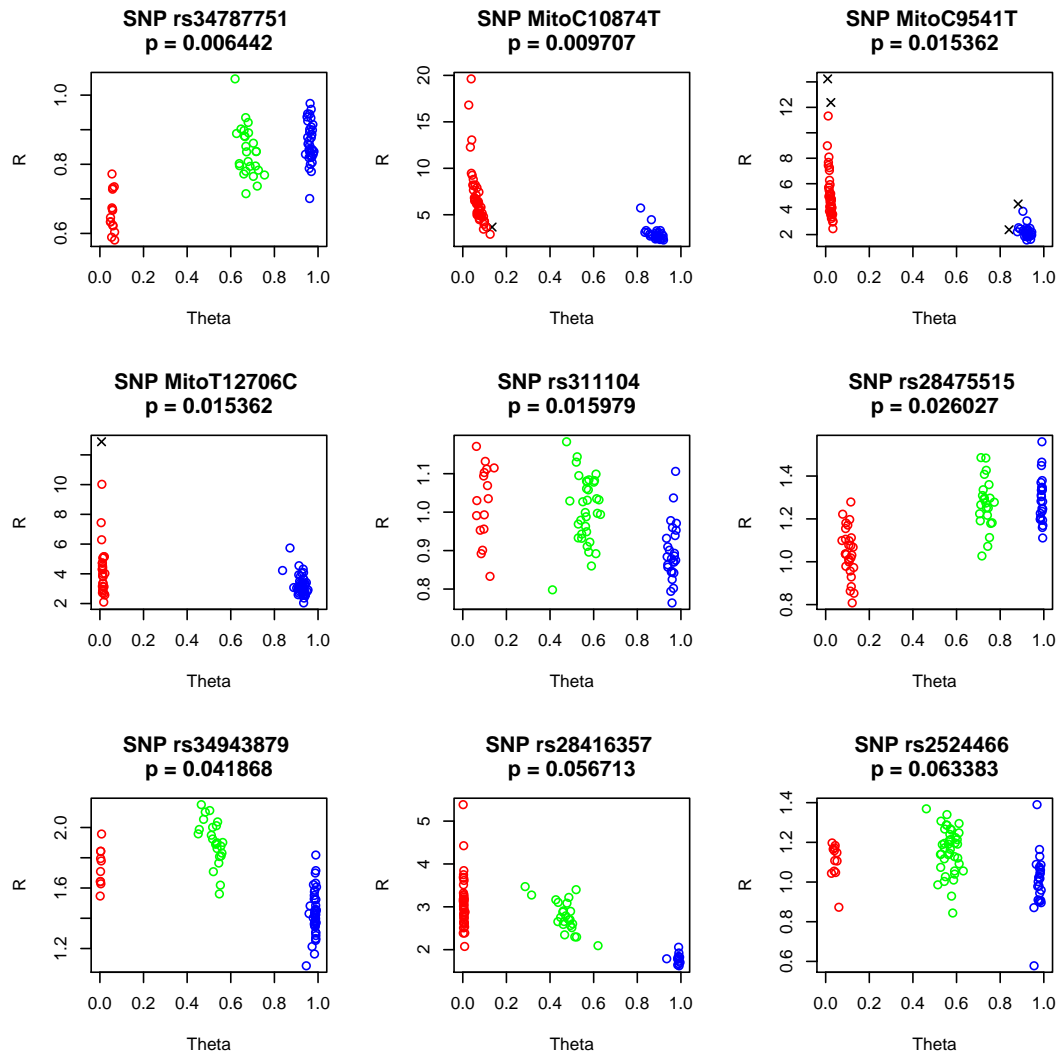 SNP rs34787751
p = 0.006442
R
1.0
0.8
0.6
0.0 0.2 0.4 0.6 0.8 1.0
Theta
SNP MitoC10874T
p = 0.009707
R
20
15
10
5
0.0 0.2 0.4 0.6 0.8 1.0
Theta
SNP MitoC9541T
p = 0.015362
R
12
8
6
4
2
0.0 0.2 0.4 0.6 0.8 1.0
Theta
SNP MitoT12706C
p = 0.015362
R
10
8
6
4
2
0.0 0.2 0.4 0.6 0.8 1.0
Theta
SNP rs311104
p = 0.015979
R
1.1
1.0
0.9
0.8
0.0 0.2 0.4 0.6 0.8 1.0
Theta
SNP rs28475515
p = 0.026027
R
1.4
1.2
1.0
0.8
0.0 0.2 0.4 0.6 0.8 1.0
Theta
SNP rs34943879
p = 0.041868
R
2.0
1.6
1.2
0.0 0.2 0.4 0.6 0.8 1.0
Theta
SNP rs28416357
p = 0.056713
R
5
4
3
2
0.0 0.2 0.4 0.6 0.8 1.0
Theta
SNP rs2524466
p = 0.063383
R
1.4
1.2
1.0
0.8
0.6
0.0 0.2 0.4 0.6 0.8 1.0
Theta